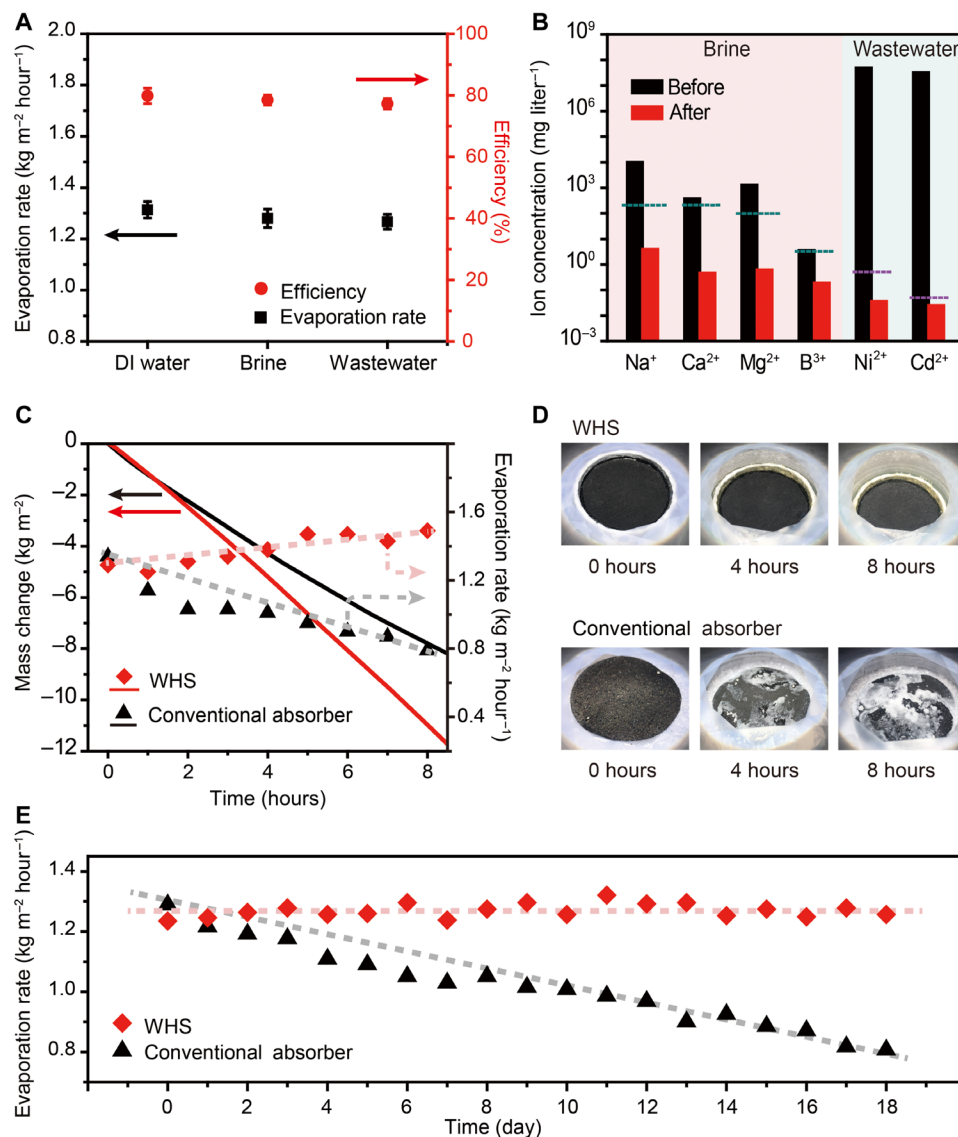 A
Evaporation rate (kg m−2 hour−1)
2.0
1.8
1.6
1.4
1.2
1.0
0.8
100
80
60
40
20
0
Efficiency (%)
Efficiency
Evaporation rate
DI water Brine Wastewater
B
Ion concentration (mg liter−1)
10⁹
10⁶
10³
10⁰
10⁻³
Brine Wastewater
Before
After
Na⁺ Ca²⁺ Mg²⁺ B³⁺ Ni²⁺ Cd²⁺
C
Mass change (kg m−2)
0
−2
−4
−6
−8
−10
−12
1.6
1.2
0.8
0.4
Evaporation rate (kg m−2 hour−1)
WHS
Conventional absorber
0 2 4 6 8
Time (hours)
D
WHS
0 hours 4 hours 8 hours
Conventional absorber
0 hours 4 hours 8 hours
E
Evaporation rate (kg m−2 hour−1)
1.4
1.2
1.0
0.8
WHS
Conventional absorber
0 2 4 6 8 10 12 14 16 18
Time (day)